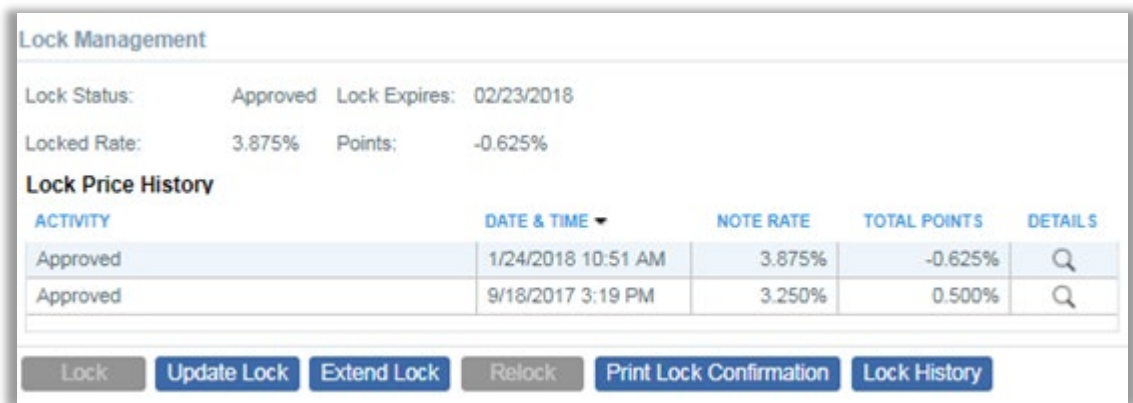 Lock Management
Lock Status: Approved Lock Expires: 02/23/2018
Locked Rate: 3.875% Points: -0.625%
Lock Price History
ACTIVITY DATE & TIME NOTE RATE TOTAL POINTS DETAILS
Approved 1/24/2018 10:51 AM 3.875% -0.625%
Approved 9/18/2017 3:19 PM 3.250% 0.500%
Lock Update Lock Extend Lock Relock Print Lock Confirmation Lock History